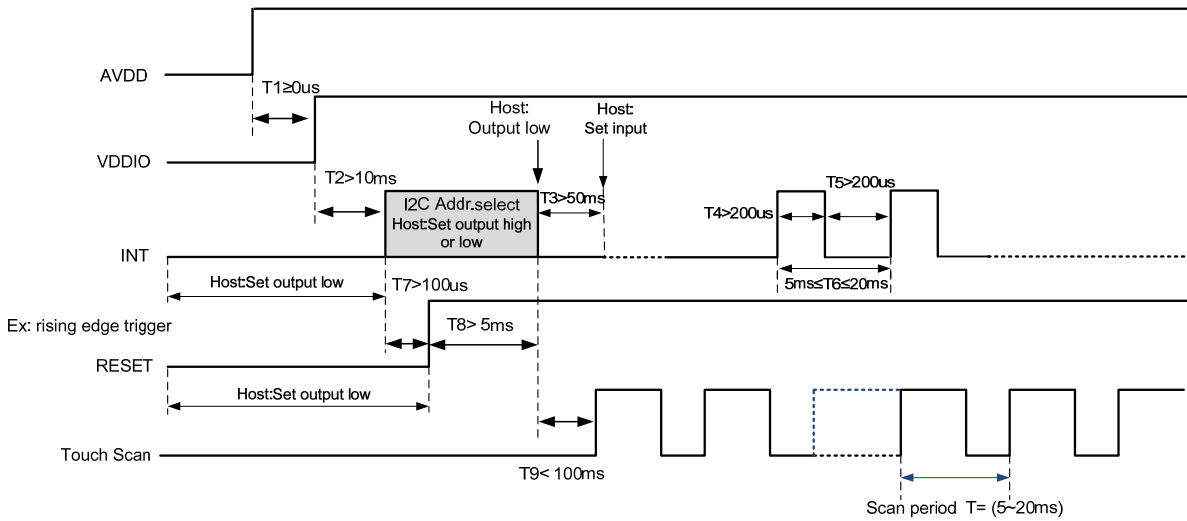 AVDD
T1≥0us
Host:
Output low
Host:
Set input
VDDIO
T2>10ms
I2C Addr.select
Host:Set output high
or low
T3>50ms
T5>200us
T4>200us
INT
Host:Set output low
T7>100us
5ms≤T6≤20ms
Ex: rising edge trigger
T8> 5ms
RESET
Host:Set output low
Touch Scan
T9< 100ms
Scan period T= (5~20ms)